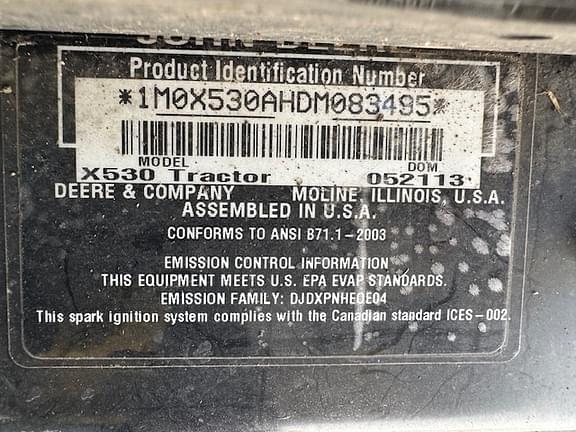 JOHN DEERE
Product Identification Number
*1M0X530AHDM083495*
MODEL DOM
X530 Tractor 052113
DEERE & COMPANY MOLINE, ILLINOIS, U.S.A.
ASSEMBLED IN U.S.A.
CONFORMS TO ANSI B71.1-2003
EMISSION CONTROL INFORMATION
THIS EQUIPMENT MEETS U.S. EPA EVAP STANDARDS.
EMISSION FAMILY: DJDXPNHEQE04
This spark ignition system complies with the Canadian standard ICES-002.